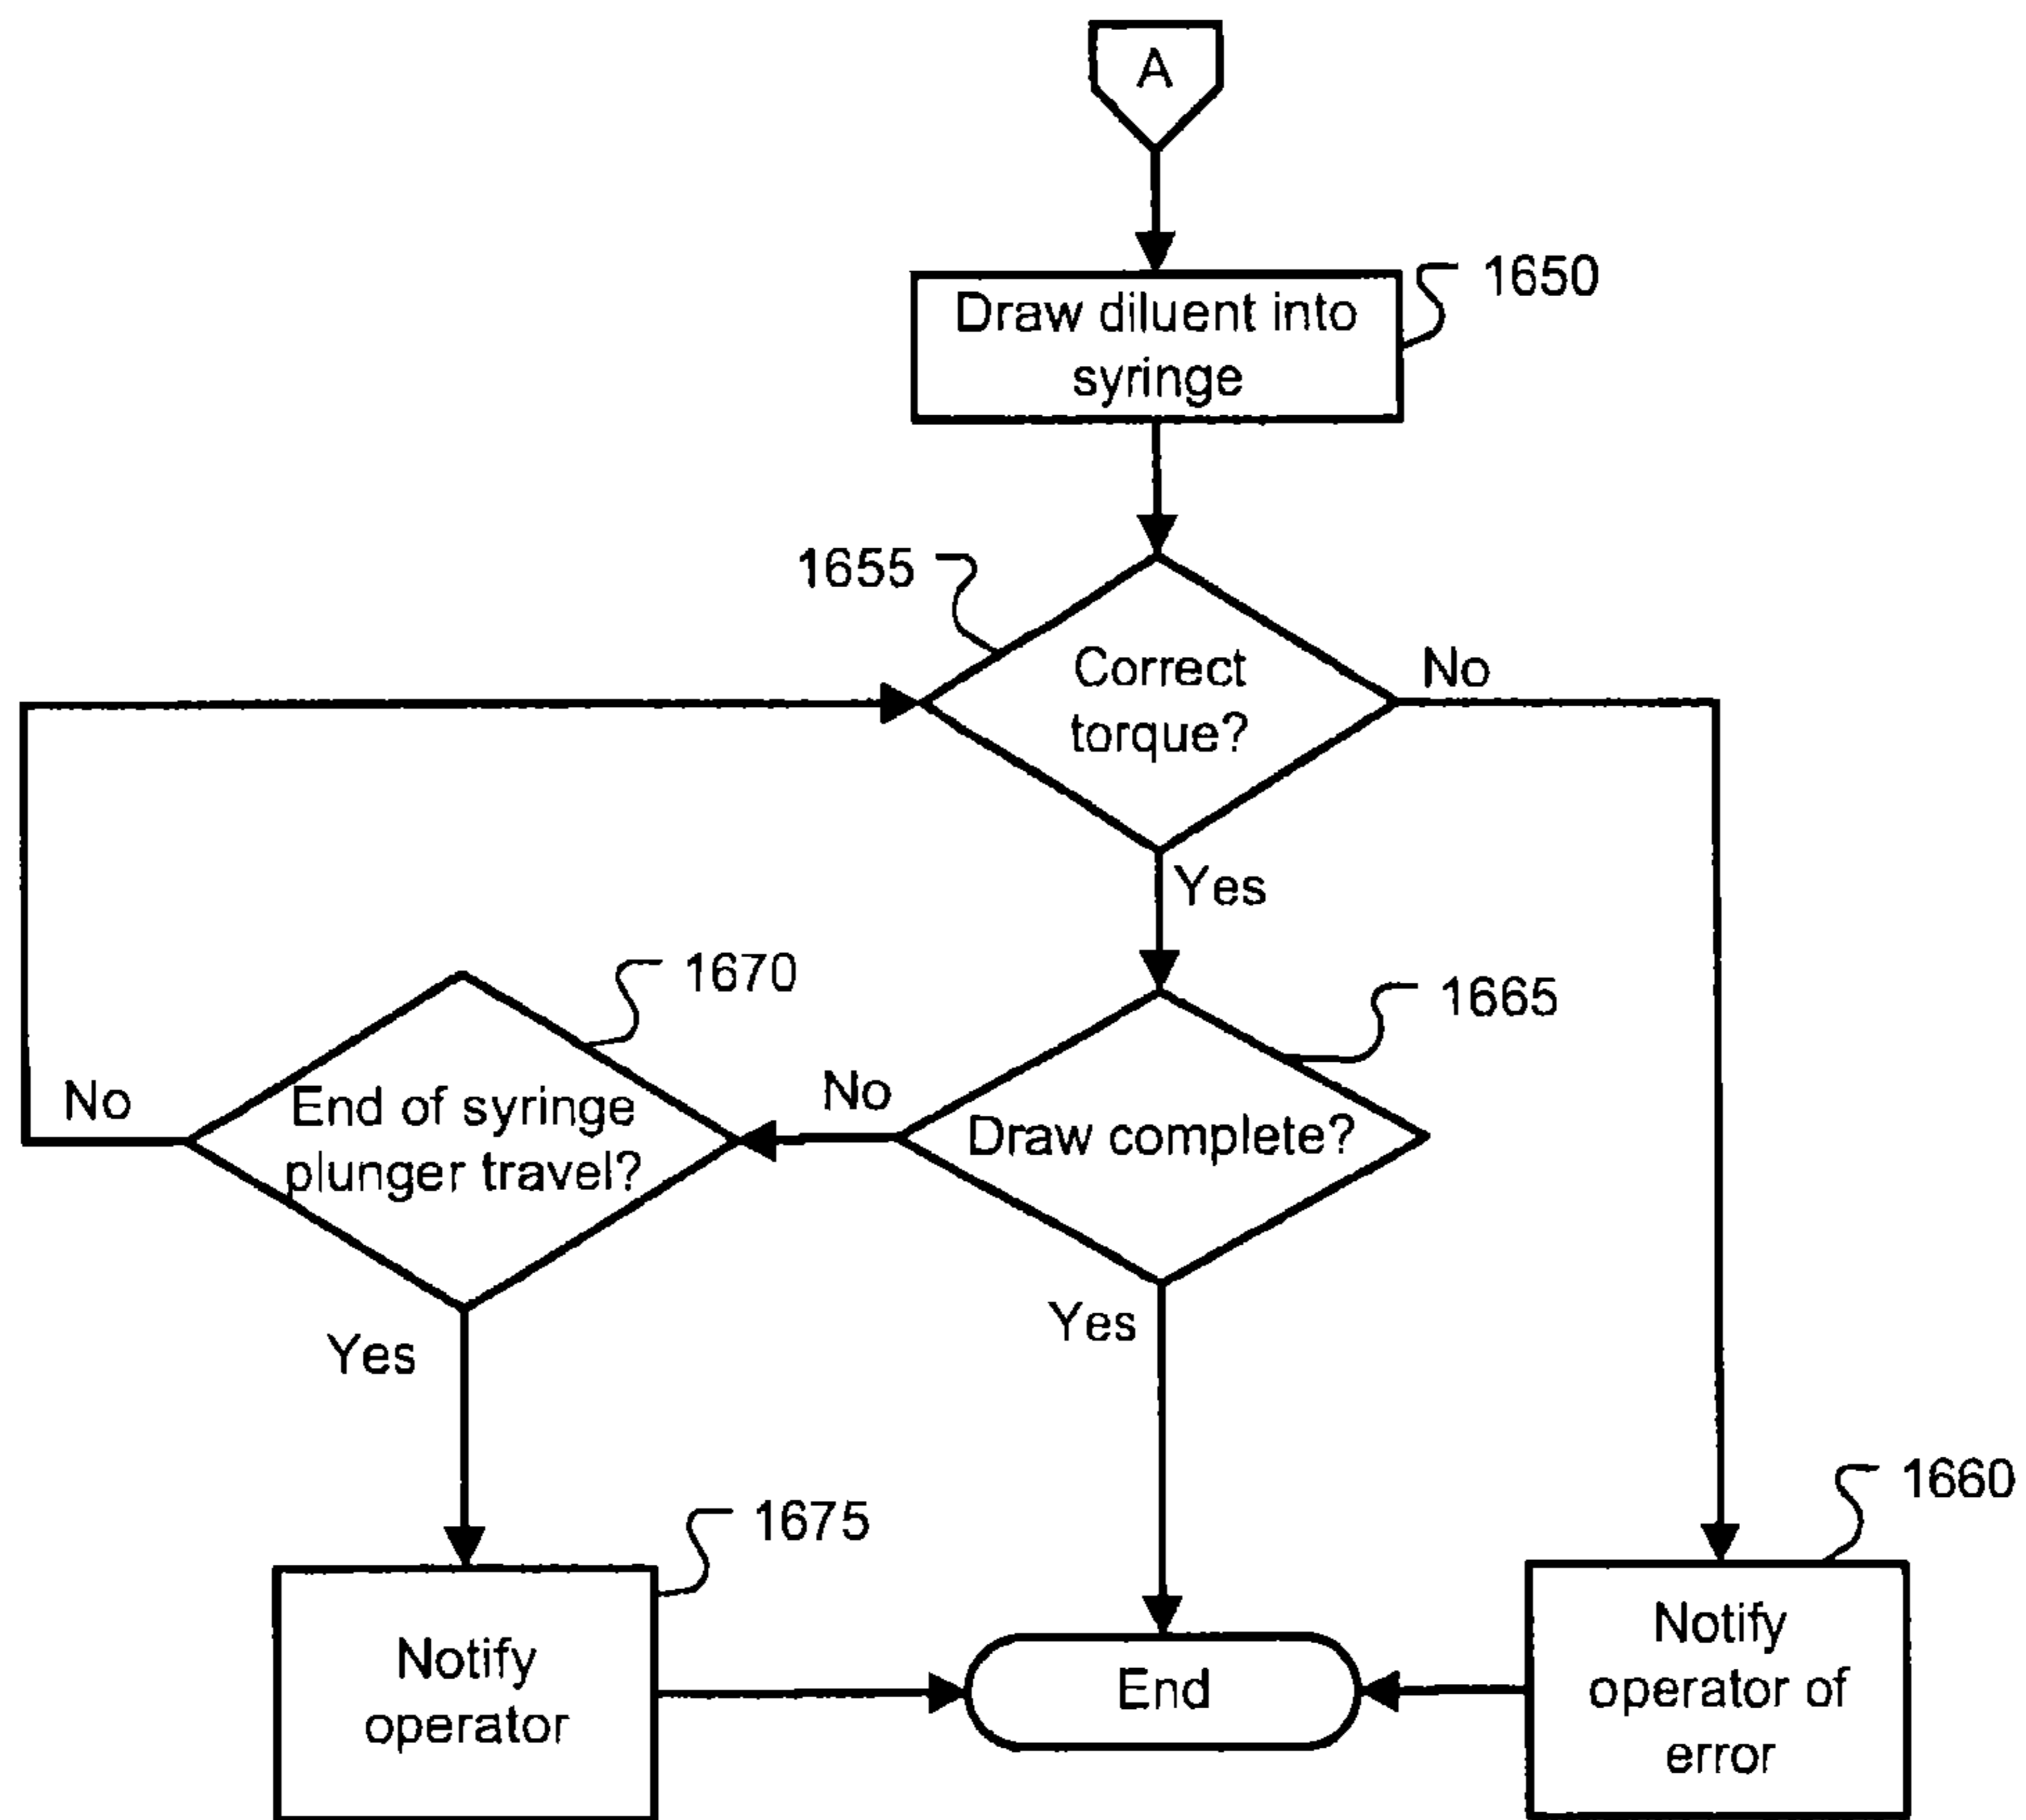 A
Draw diluent into
syringe
1650
1655
Correct
torque?
No
Yes
1670
1665
No
End of syringe
plunger travel?
No
Draw complete?
Yes
Yes
1675
1660
Notify
operator
End
Notify
operator of
error